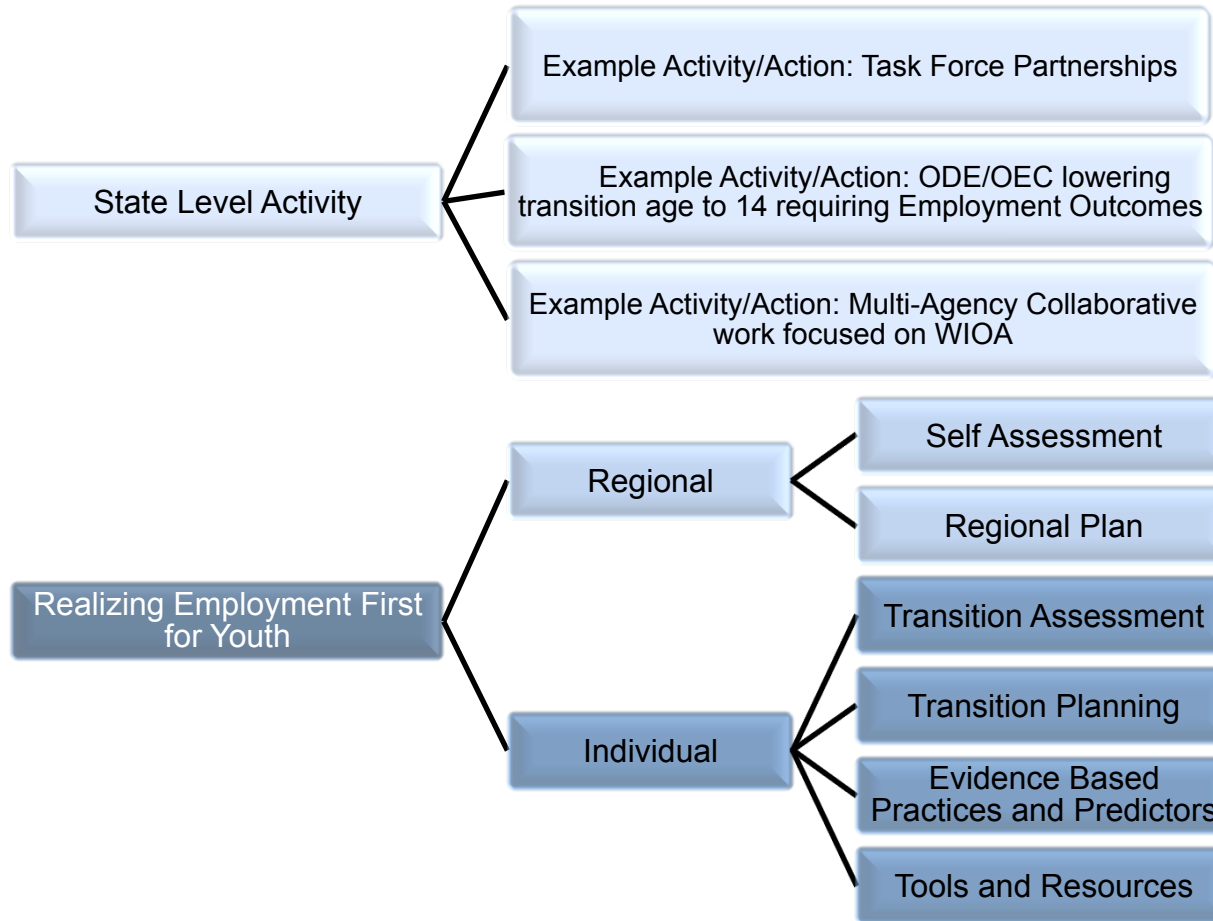 Example Activity/Action: Task Force Partnerships
State Level Activity
Example Activity/Action: ODE/OEC lowering
transition age to 14 requiring Employment Outcomes
Example Activity/Action: Multi-Agency Collaborative
work focused on WIOA
Realizing Employment First
for Youth
Regional
Self Assessment
Regional Plan
Individual
Transition Assessment
Transition Planning
Evidence Based
Practices and Predictors
Tools and Resources